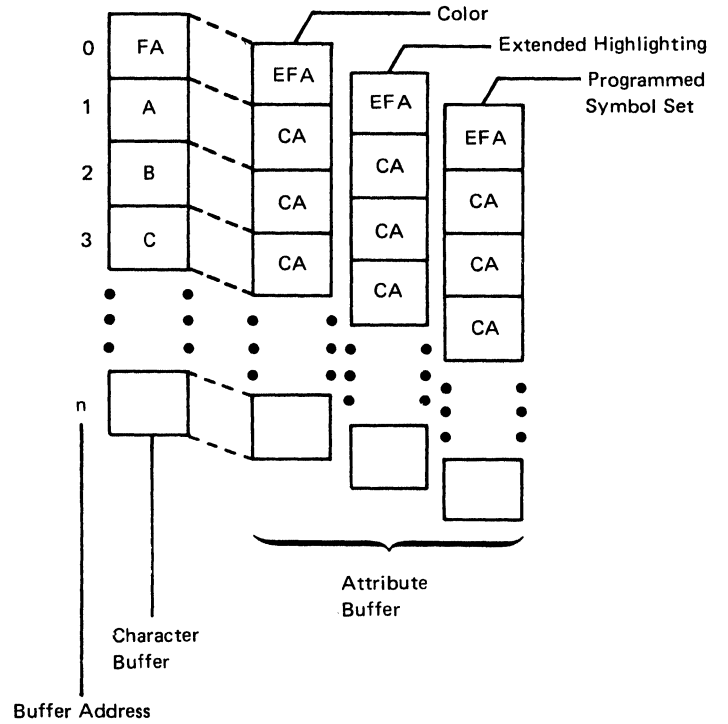 Color
Extended Highlighting
Programmed
Symbol Set
0 FA EFA EFA EFA
1 A CA CA CA
2 B CA CA CA
3 C CA CA CA
n
Attribute
Buffer
Character
Buffer
Buffer Address